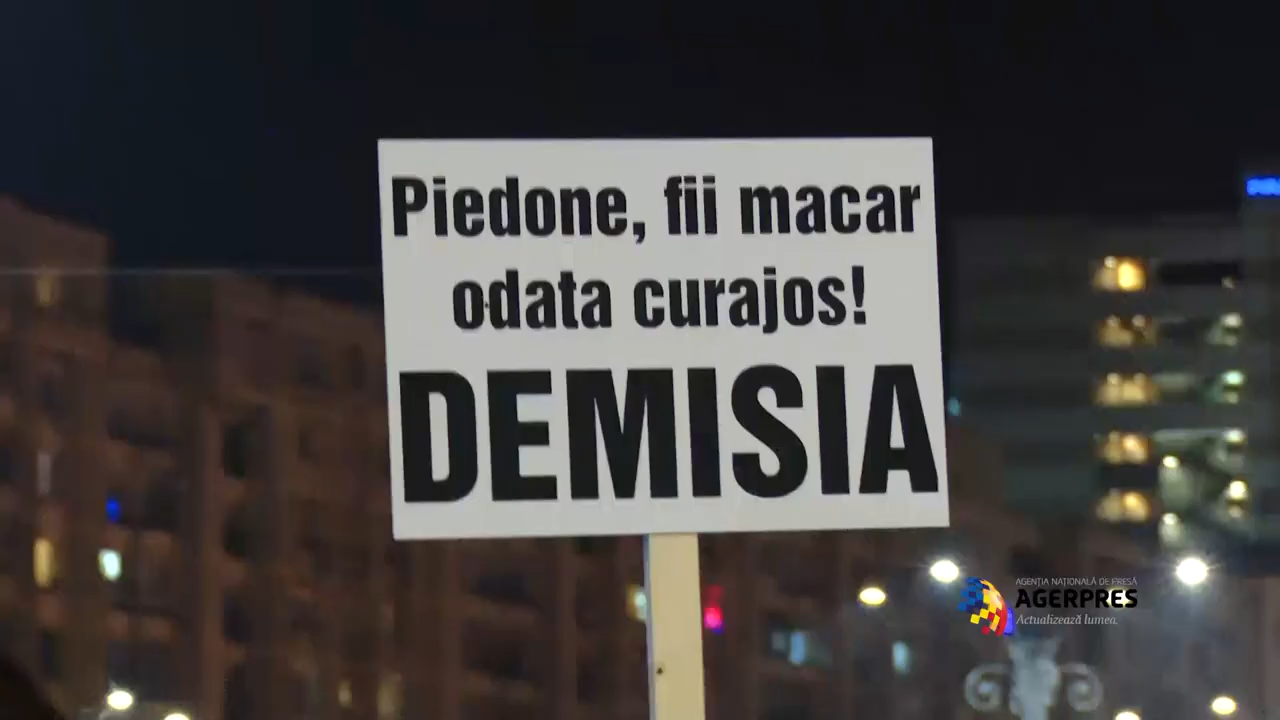 Piedone, fii macar
odata curajos!
DEMISIA
AGENȚIA NAȚIONALĂ DE PRESĂ
AGERPRES
Actualizează lumea.